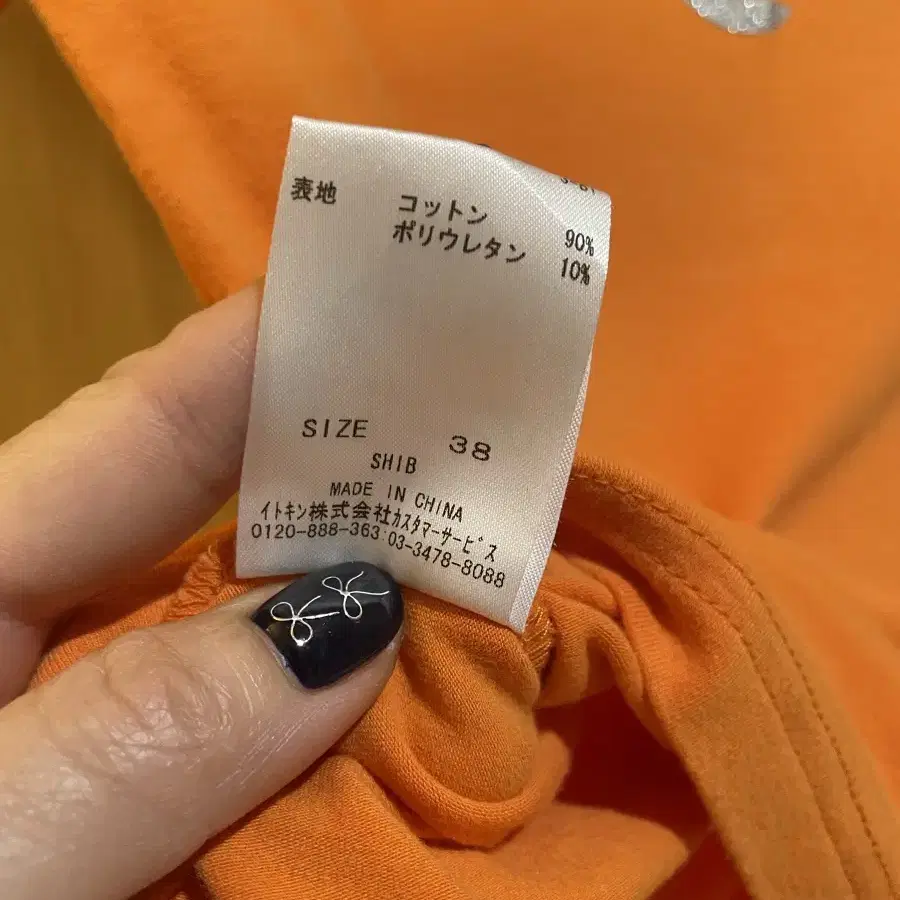 表地 コットン 90%
ポリウレタン 10%
SIZE 38
SHIB
MADE IN CHINA
イトキン株式会社カスタマーサービス
0120-888-363 03-3478-8088